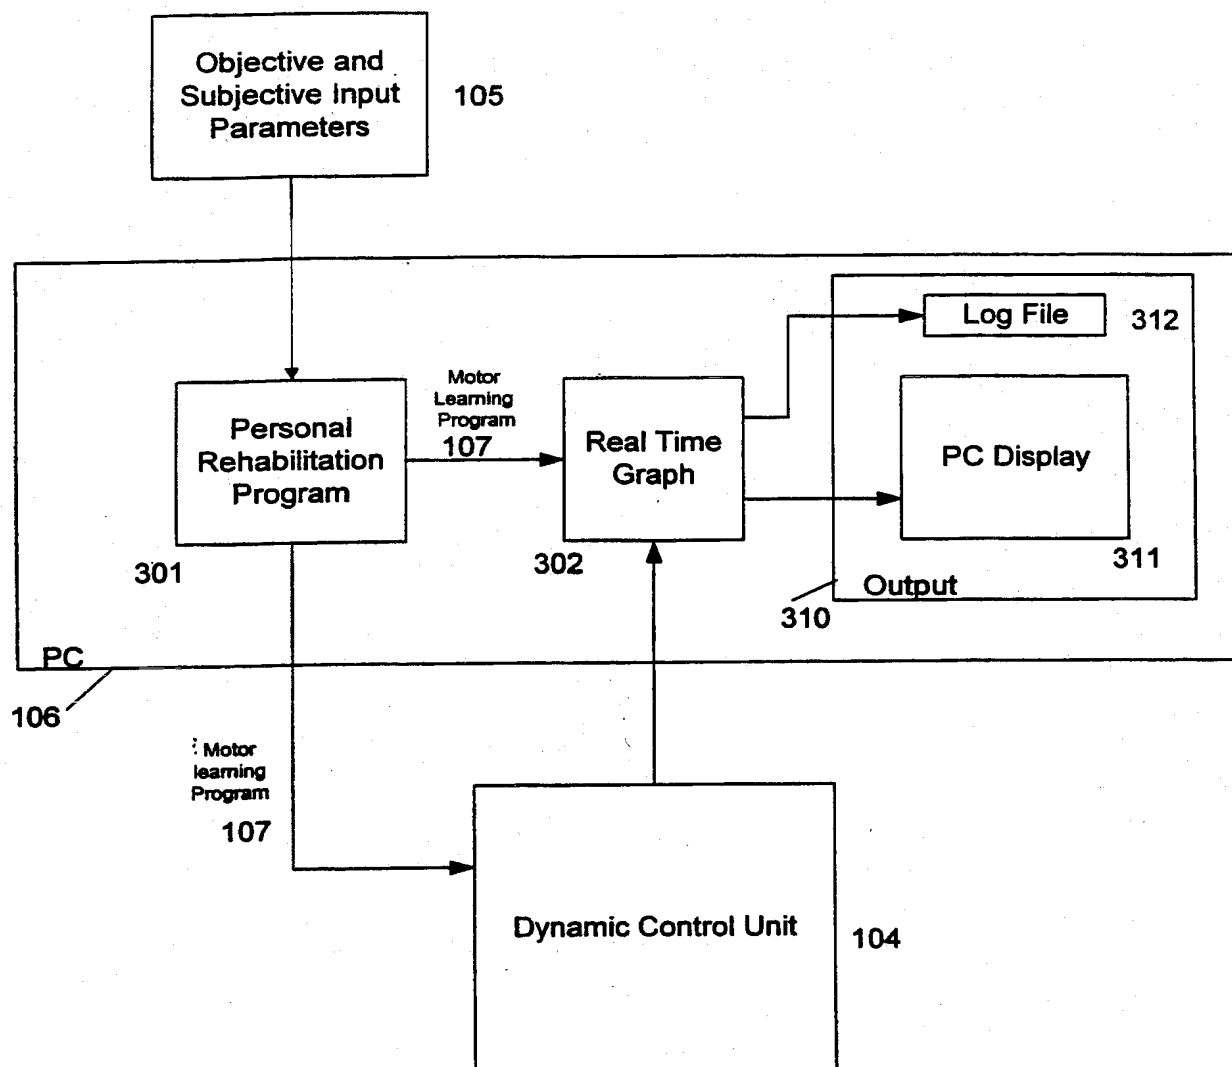 Objective and
Subjective Input
Parameters
105
Log File
312
Motor
Learning
Program
107
Personal
Rehabilitation
Program
301
Real Time
Graph
302
PC Display
311
Output
310
PC
106
Motor
learning
Program
107
Dynamic Control Unit
104